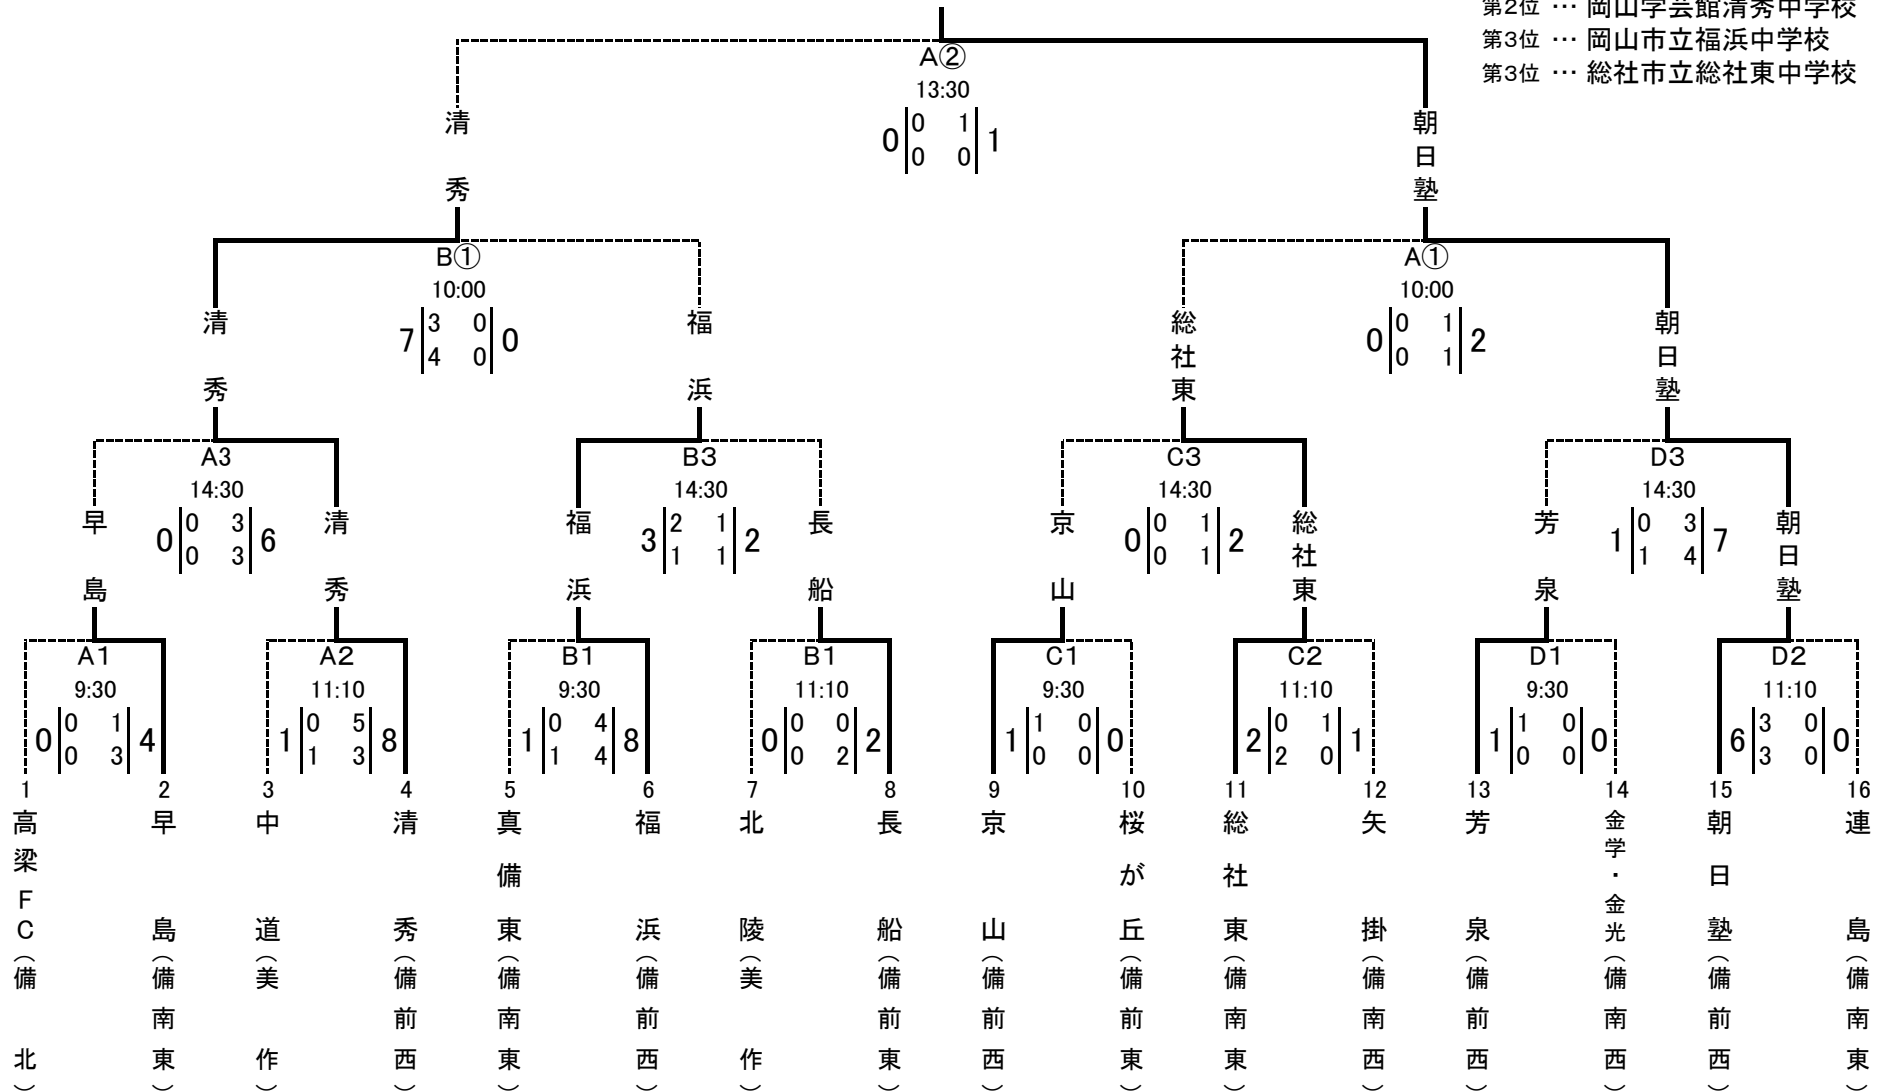 第2位 … 岡山学芸館清秀中学校
第3位 … 岡山市立福浜中学校
第3位 … 総社市立総社東中学校
A②
13:30
清秀
0 0 1 1
0 0
朝日塾
B①
10:00
清秀
7 3 0 0
4 0
福浜
A①
10:00
総社東
0 0 1 2
0 1
朝日塾
A3
14:30
早島
0 0 3 6
0 3
清秀
B3
14:30
福浜
3 2 1 2
1 1
長船
C3
14:30
京山
0 0 1 2
0 1
総社東
D3
14:30
芳泉
1 0 3 7
1 4
朝日塾
A1
9:30
0 0 1 4
0 3
A2
11:10
1 0 5 8
1 3
B1
9:30
1 0 4 8
1 4
B1
11:10
0 0 0 2
0 2
C1
9:30
1 1 0 0
0 0
C2
11:10
2 0 1 1
2 0
D1
9:30
1 1 0 0
0 0
D2
11:10
6 3 0 0
3 0
1
高梁FC(備北)
2
早島(備南東)
3
中道(美作)
4
清秀(備前西)
5
真備東(備南東)
6
福浜(備前西)
7
北陵(美作)
8
長船(備前東)
9
京山(備前西)
10
桜が丘(備前東)
11
総社東(備南東)
12
矢掛(備南西)
13
芳泉(備前西)
14
金学・金光(備南西)
15
朝日塾(備前西)
16
連島(備南東)